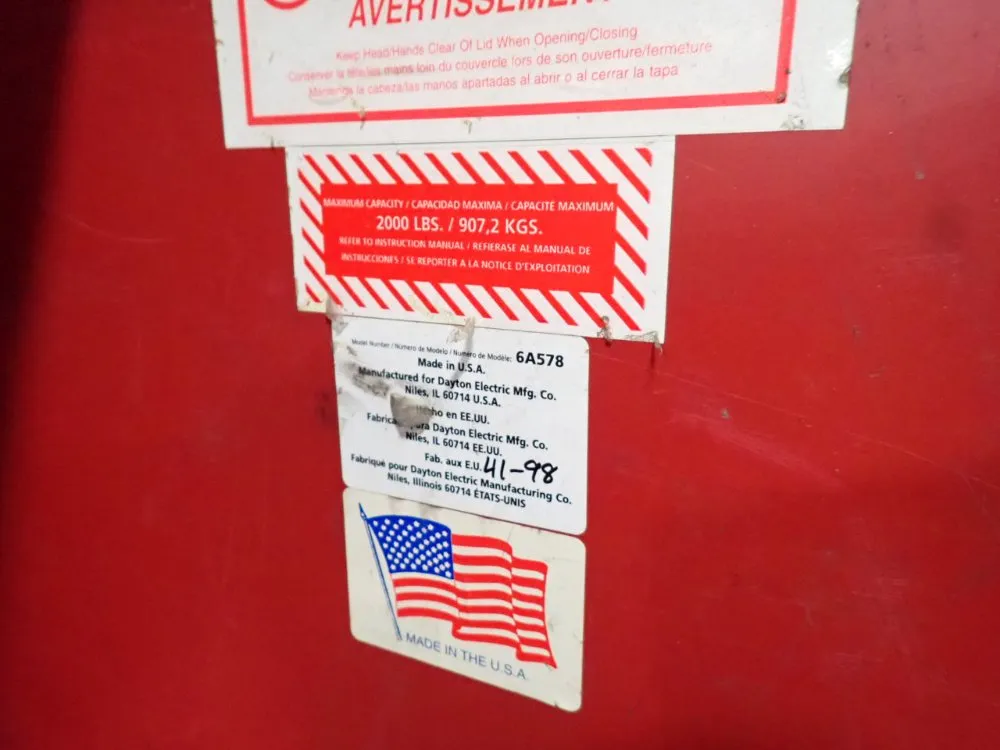 AVERTISSEMENT
Keep Head/Hands Clear Of Lid When Opening/Closing
Conserver la tête/les mains loin du couvercle lors de son ouverture/fermeture
Mantenga la cabeza/las manos apartadas al abrir o al cerrar la tapa
MAXIMUM CAPACITY / CAPACIDAD MAXIMA / CAPACITÉ MAXIMUM
2000 LBS. / 907,2 KGS.
REFER TO INSTRUCTION MANUAL / REFIERASE AL MANUAL DE
INSTRUCCIONES / SE REPORTER A LA NOTICE D'EXPLOITATION
Model Number / Número de Modelo / Numero de Modèle: 6A578
Made in U.S.A.
Manufactured for Dayton Electric Mfg. Co.
Niles, IL 60714 U.S.A.
Hecho en EE.UU.
para Dayton Electric Mfg. Co.
Niles, IL 60714 EE.UU.
Fab. aux E.U. 41-98
Fabriqué pour Dayton Electric Manufacturing Co.
Niles, Illinois 60714 ÉTATS-UNIS
MADE IN THE U.S.A.